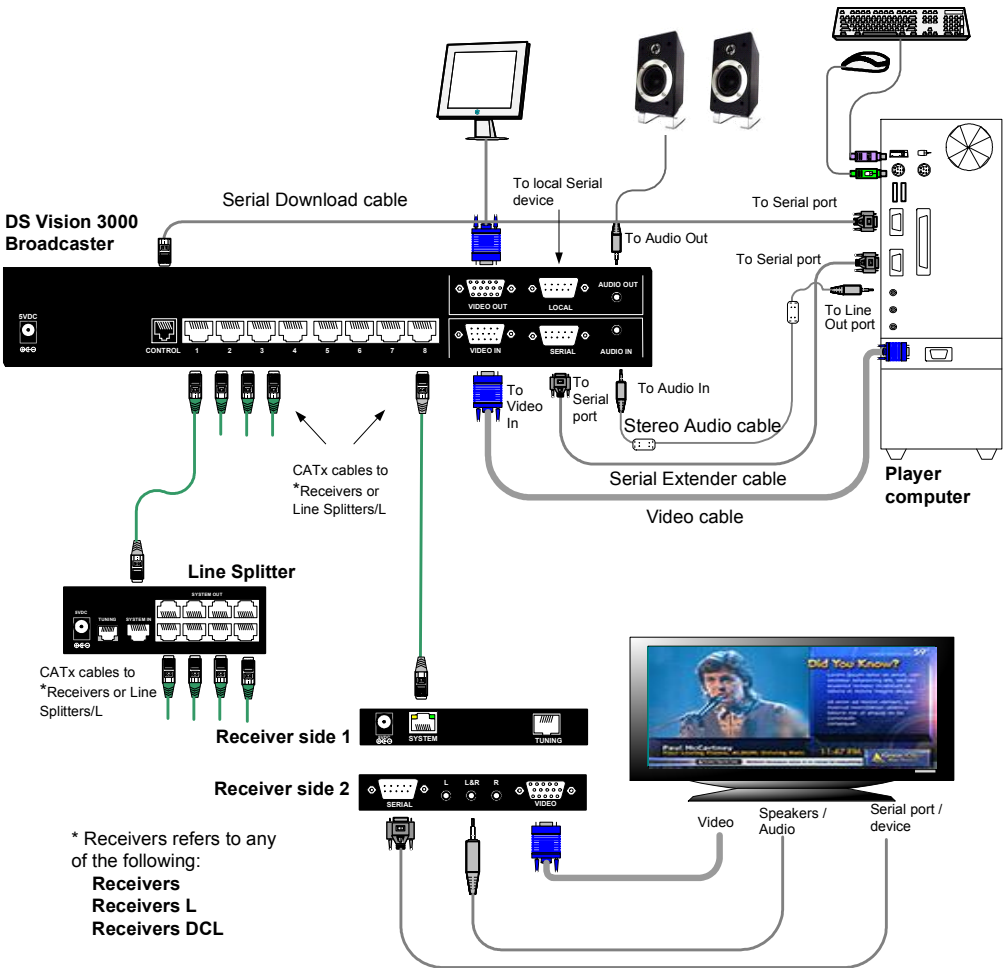 Serial Download cable
To local Serial
device
To Serial port
DS Vision 3000
Broadcaster
To Audio Out
To Serial port
To Line
Out port
5VDC
CONTROL
1
2
3
4
5
6
7
8
VIDEO OUT
LOCAL
AUDIO OUT
VIDEO IN
SERIAL
AUDIO IN
To
Video
In
To
Serial
port
To Audio In
Stereo Audio cable
Serial Extender cable
Video cable
Player
computer
CATx cables to
*Receivers or
Line Splitters/L
Line Splitter
5VDC
TUNING
SYSTEM IN
SYSTEM OUT
CATx cables to
*Receivers or Line
Splitters/L
Receiver side 1
SYSTEM
TUNING
Receiver side 2
SERIAL
L
L&R
R
VIDEO
59°
Did You Know?
Paul McCartney
11:47 PM
Video
Speakers /
Audio
Serial port /
device
* Receivers refers to any
of the following:
Receivers
Receivers L
Receivers DCL